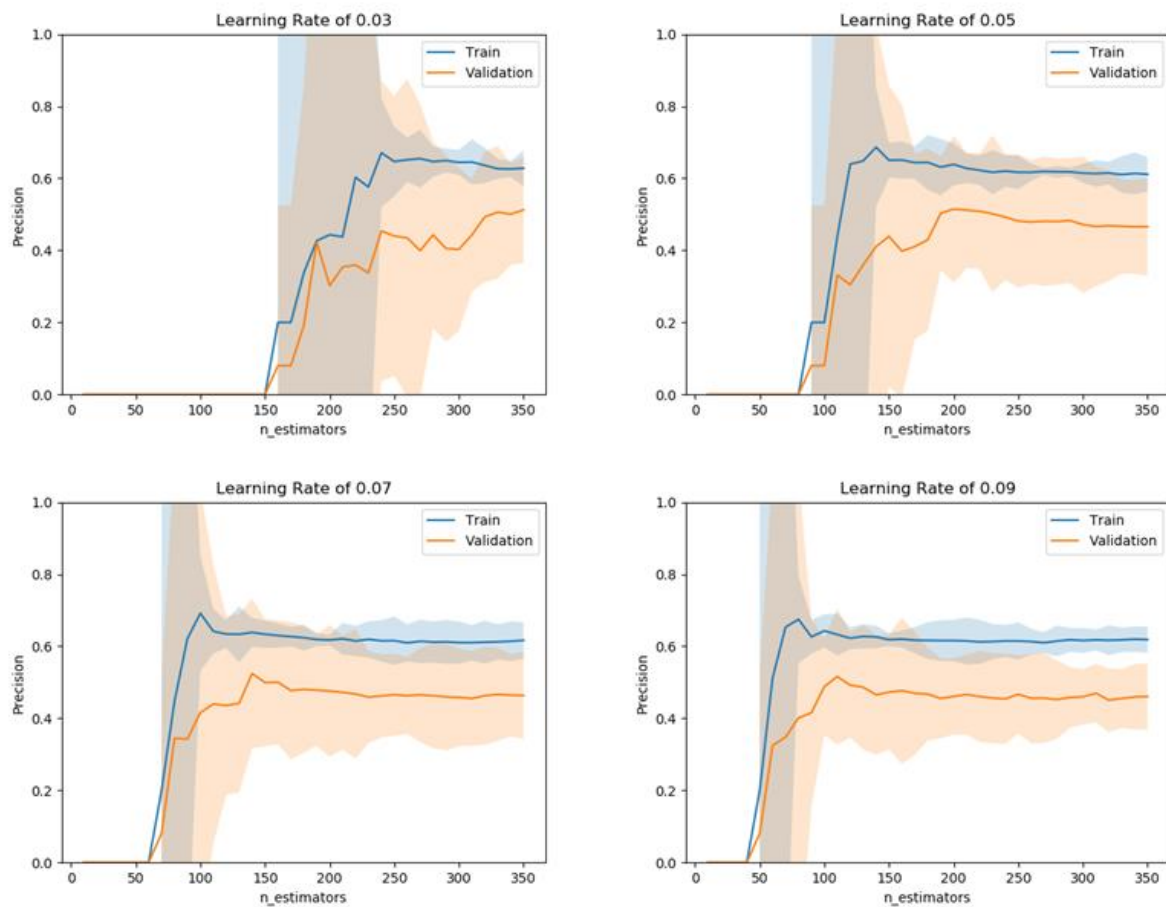 Learning Rate of 0.03
1.0
0.8
0.6
0.4
0.2
0.0
Precision
Train
Validation
0 50 100 150 200 250 300 350
n_estimators
Learning Rate of 0.05
1.0
0.8
0.6
0.4
0.2
0.0
Precision
Train
Validation
0 50 100 150 200 250 300 350
n_estimators
Learning Rate of 0.07
1.0
0.8
0.6
0.4
0.2
0.0
Precision
Train
Validation
0 50 100 150 200 250 300 350
n_estimators
Learning Rate of 0.09
1.0
0.8
0.6
0.4
0.2
0.0
Precision
Train
Validation
0 50 100 150 200 250 300 350
n_estimators